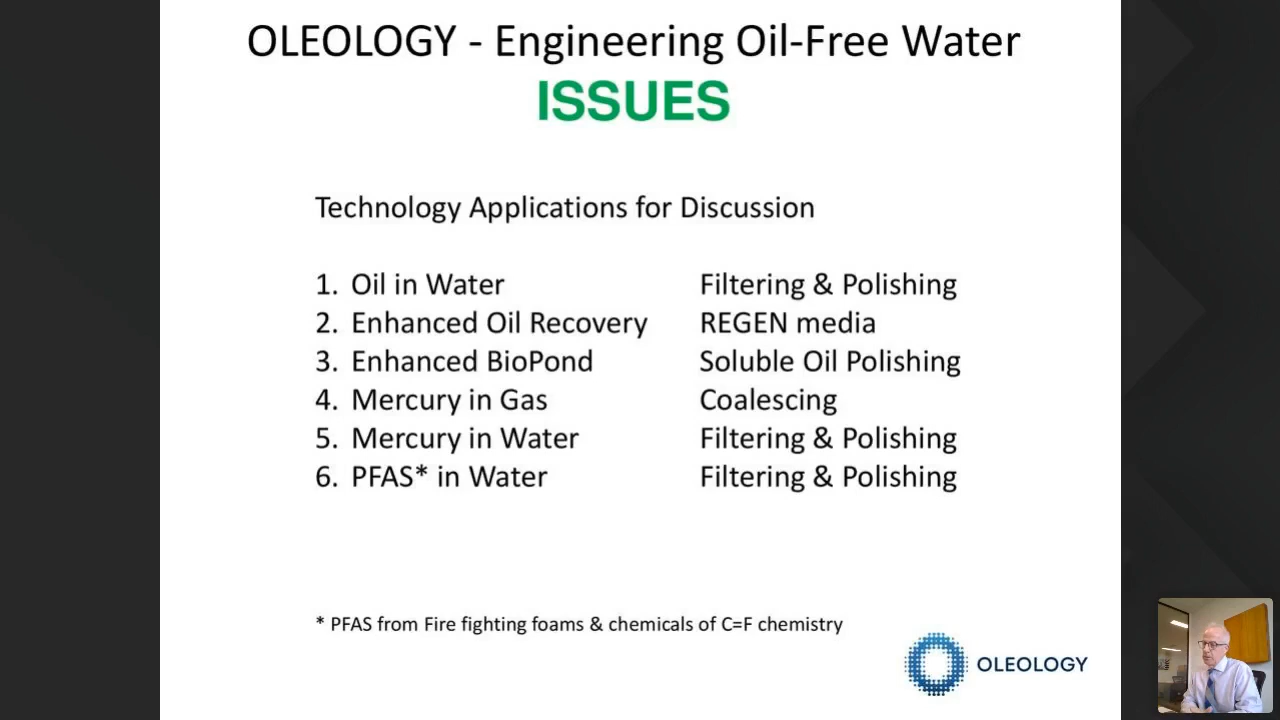 OLEOLOGY - Engineering Oil-Free Water
ISSUES
Technology Applications for Discussion
1. Oil in Water Filtering & Polishing
2. Enhanced Oil Recovery REGEN media
3. Enhanced BioPond Soluble Oil Polishing
4. Mercury in Gas Coalescing
5. Mercury in Water Filtering & Polishing
6. PFAS* in Water Filtering & Polishing
* PFAS from Fire fighting foams & chemicals of C=F chemistry
OLEOLOGY